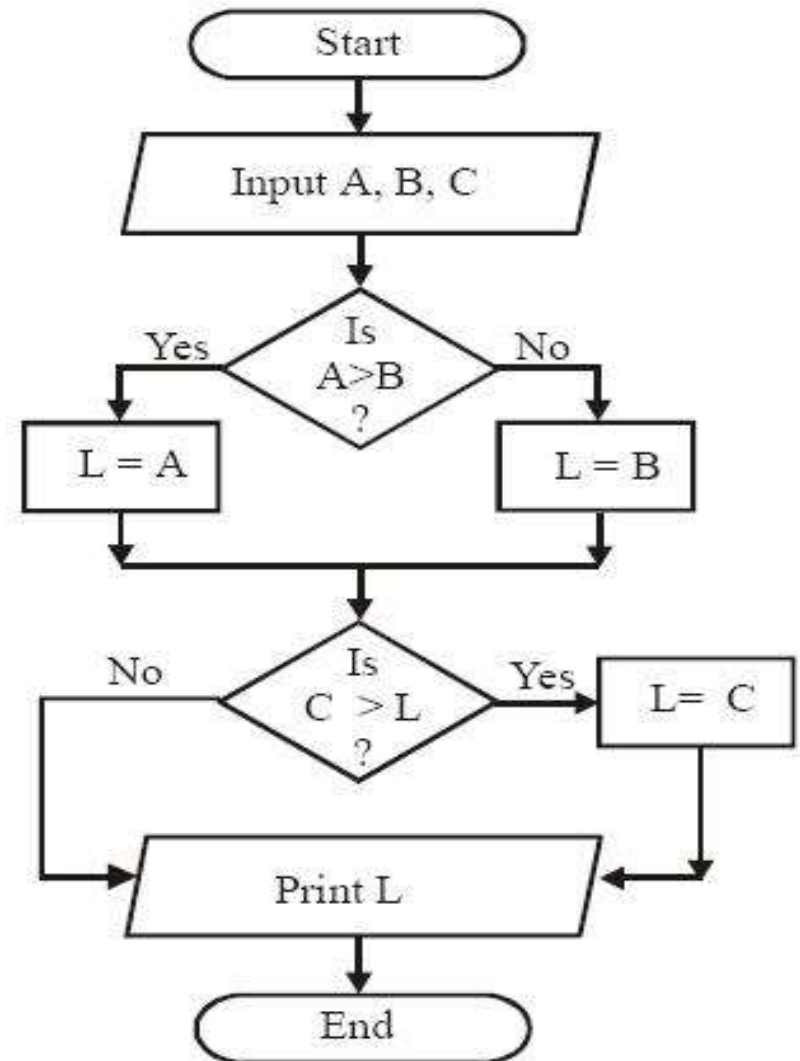 Start
Input A, B, C
Is
A>B
?
Yes
No
L = A
L = B
Is
C > L
?
No
Yes
L= C
Print L
End